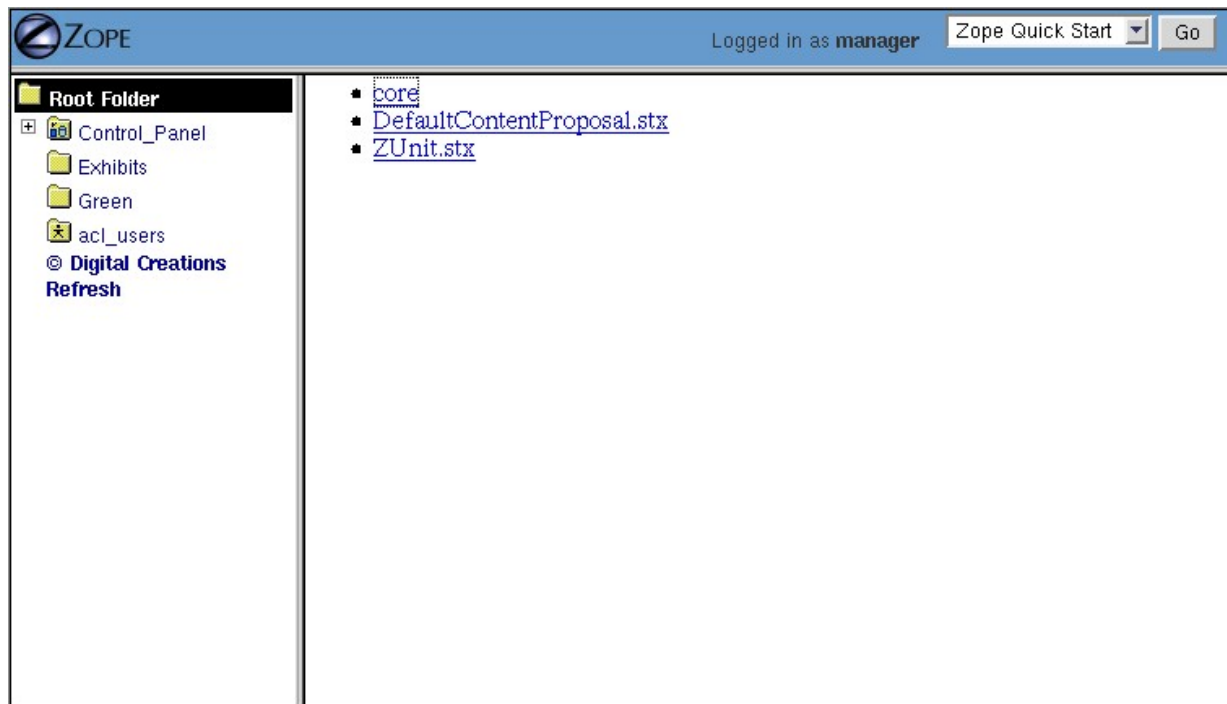 ZOPE
Logged in as manager
Zope Quick Start
Go
Root Folder
Control_Panel
Exhibits
Green
acl_users
© Digital Creations
Refresh
core
DefaultContentProposal.stx
ZUnit.stx